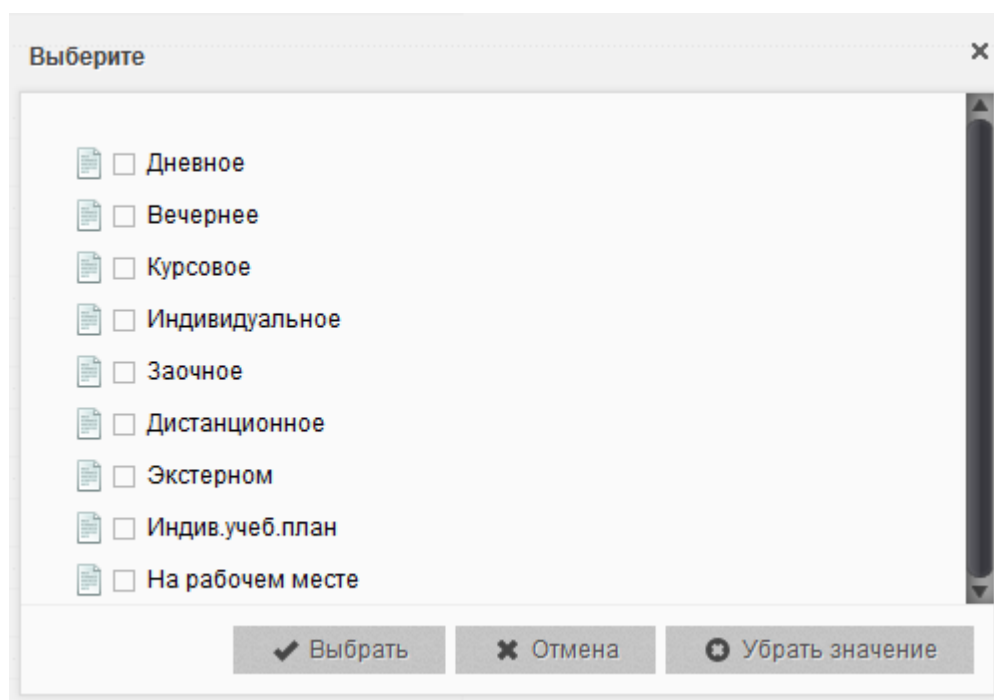 Выберите
Дневное
Вечернее
Курсовое
Индивидуальное
Заочное
Дистанционное
Экстерном
Индив.учеб.план
На рабочем месте
Выбрать Отмена Убрать значение